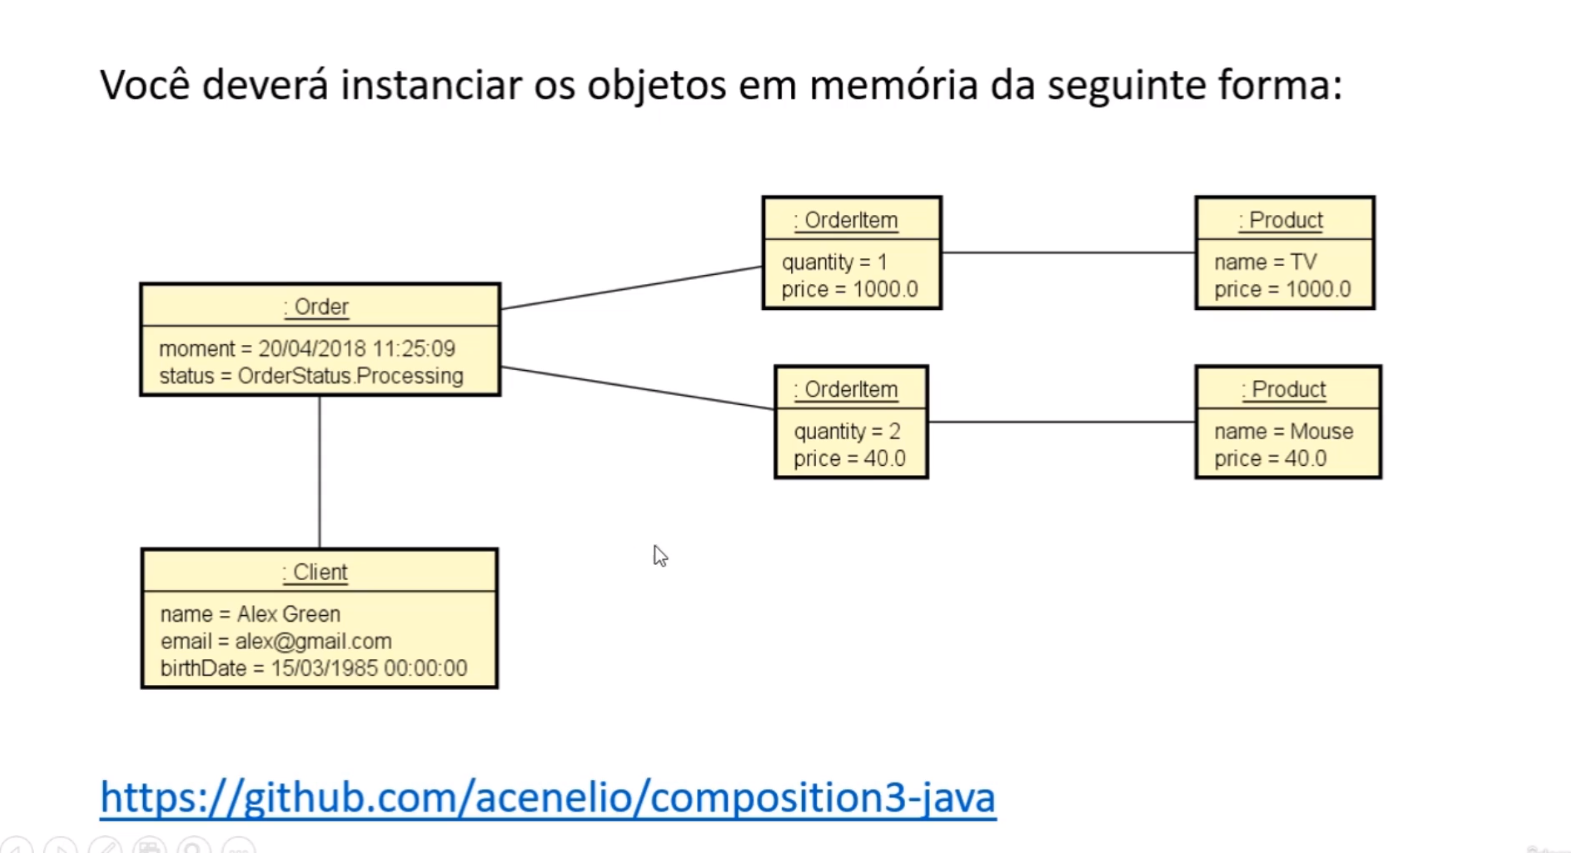 Você deverá instanciar os objetos em memória da seguinte forma:
: Order
moment = 20/04/2018 11:25:09
status = OrderStatus.Processing
: OrderItem
quantity = 1
price = 1000.0
: Product
name = TV
price = 1000.0
: OrderItem
quantity = 2
price = 40.0
: Product
name = Mouse
price = 40.0
: Client
name = Alex Green
email = alex@gmail.com
birthDate = 15/03/1985 00:00:00
https://github.com/acenelio/composition3-java